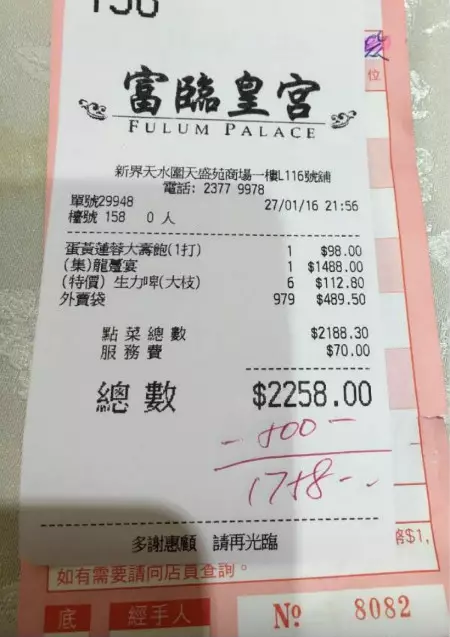 富臨皇宮
FULUM PALACE
新界天水圍天盛苑商場一樓L116號舖
電話: 2377 9978
單號29948 27/01/16 21:56
檯號 158 0 人
蛋黃蓮蓉大壽飽(1打) 1 $98.00
(集)龍躉宴 1 $1488.00
(特價) 生力啤(大枝) 6 $112.80
外賣袋 979 $489.50
點菜總數 $2188.30
服務費 $70.00
總數 $2258.00
- 500 -
1758 - -
多謝惠顧 請再光臨
位
$1,
如有需要請向店員查詢。
底 經手人 № 8082